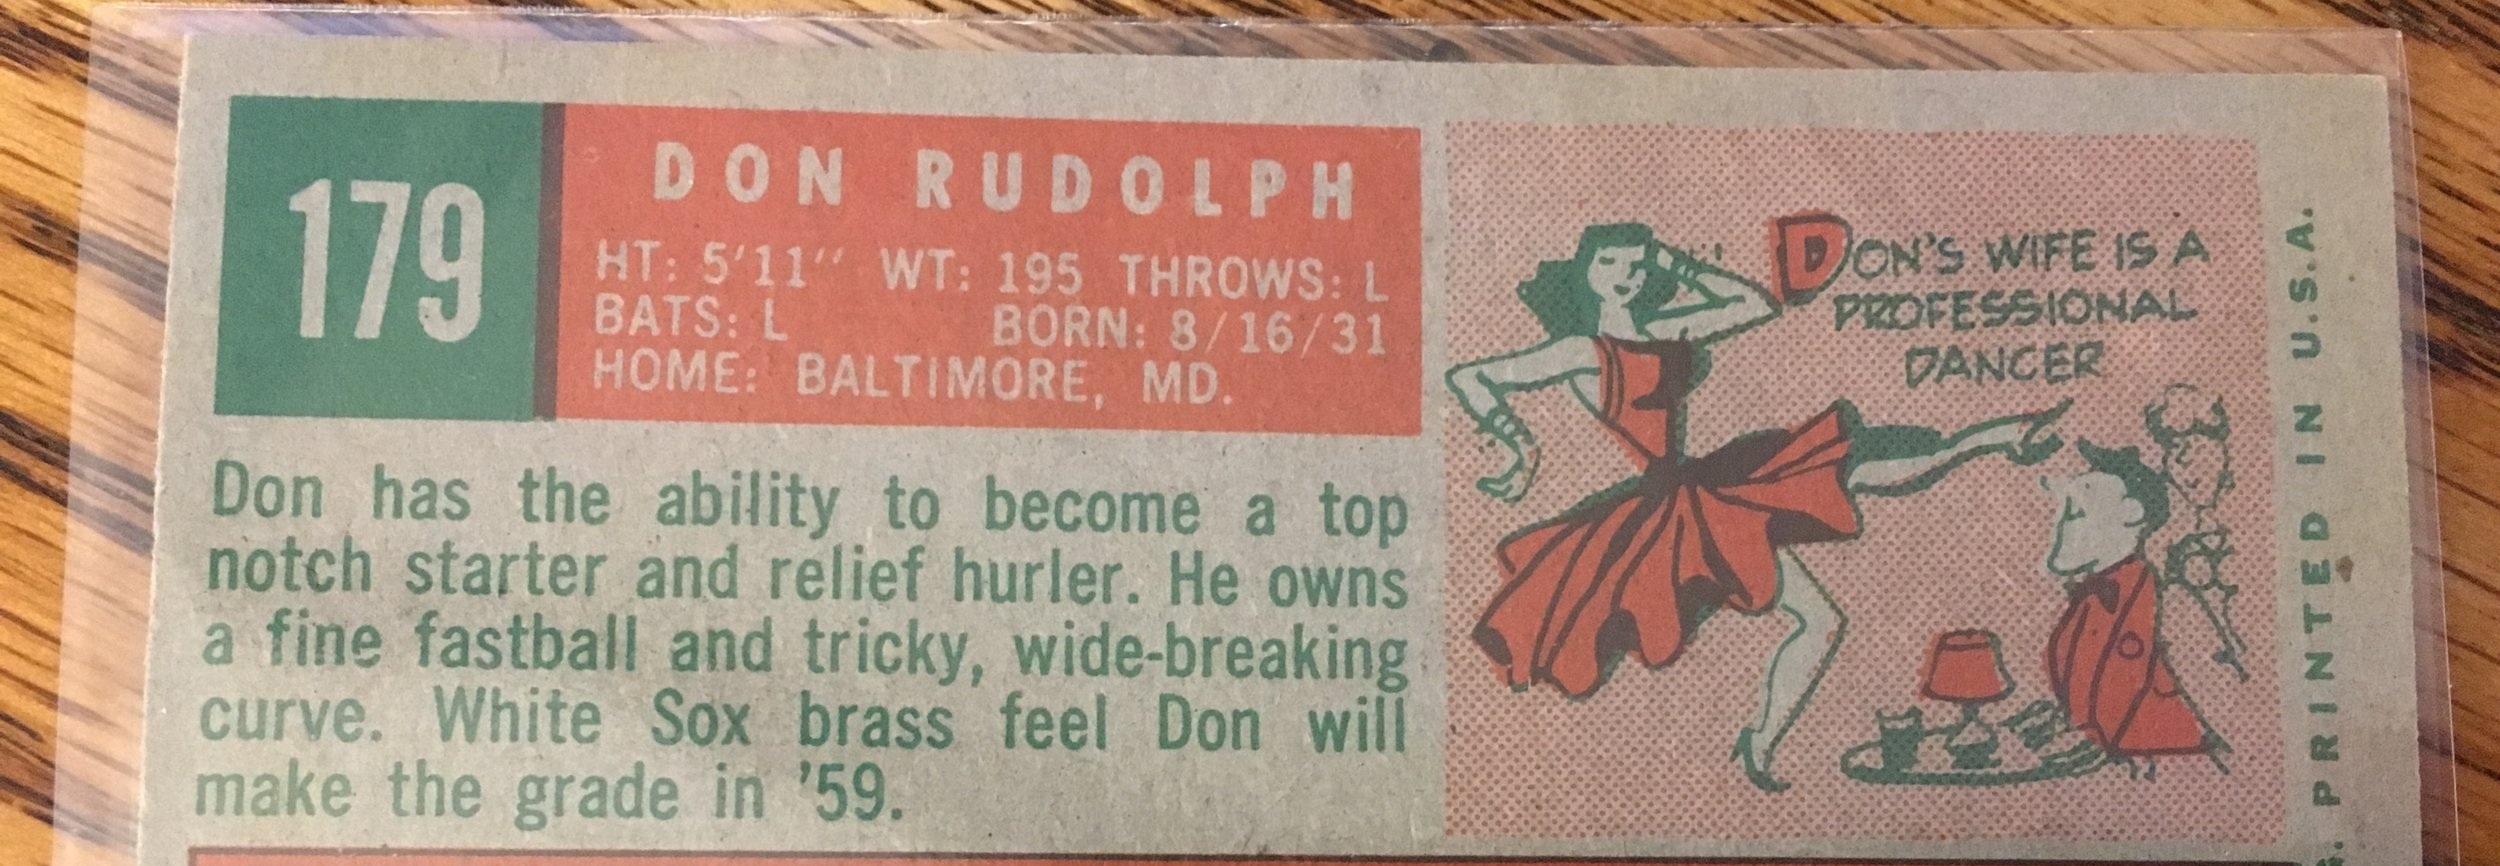 179
DON RUDOLPH
HT: 5'11" WT: 195 THROWS: L
BATS: L BORN: 8/16/31
HOME: BALTIMORE, MD.
Don has the ability to become a top
notch starter and relief hurler. He owns
a fine fastball and tricky, wide-breaking
curve. White Sox brass feel Don will
make the grade in '59.
DON'S WIFE IS A
PROFESSIONAL
DANCER
PRINTED IN U.S.A.